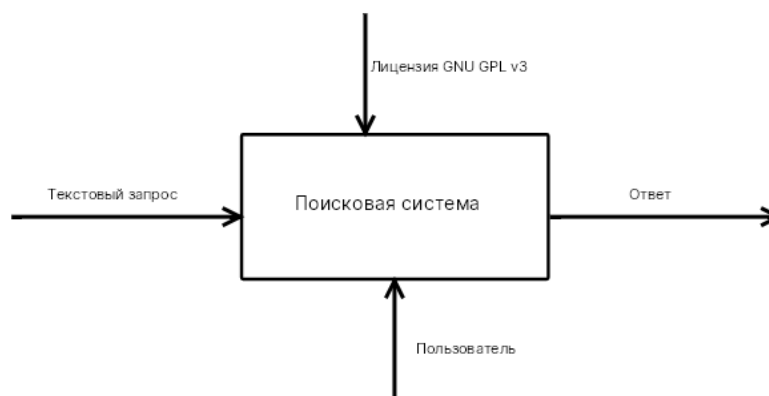 Лицензия GNU GPL v3
Текстовый запрос
Поисковая система
Ответ
Пользователь